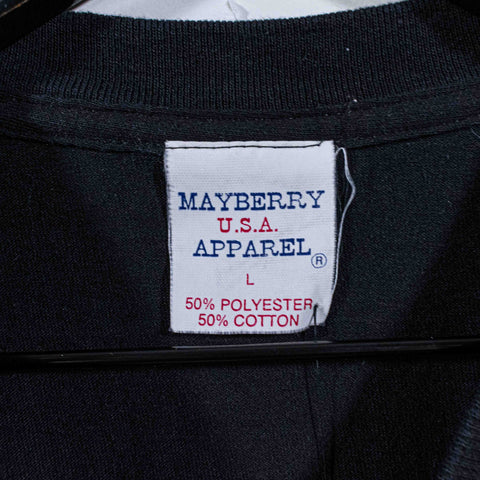 MAYBERRY
U.S.A.
APPAREL®
L
50% POLYESTER
50% COTTON